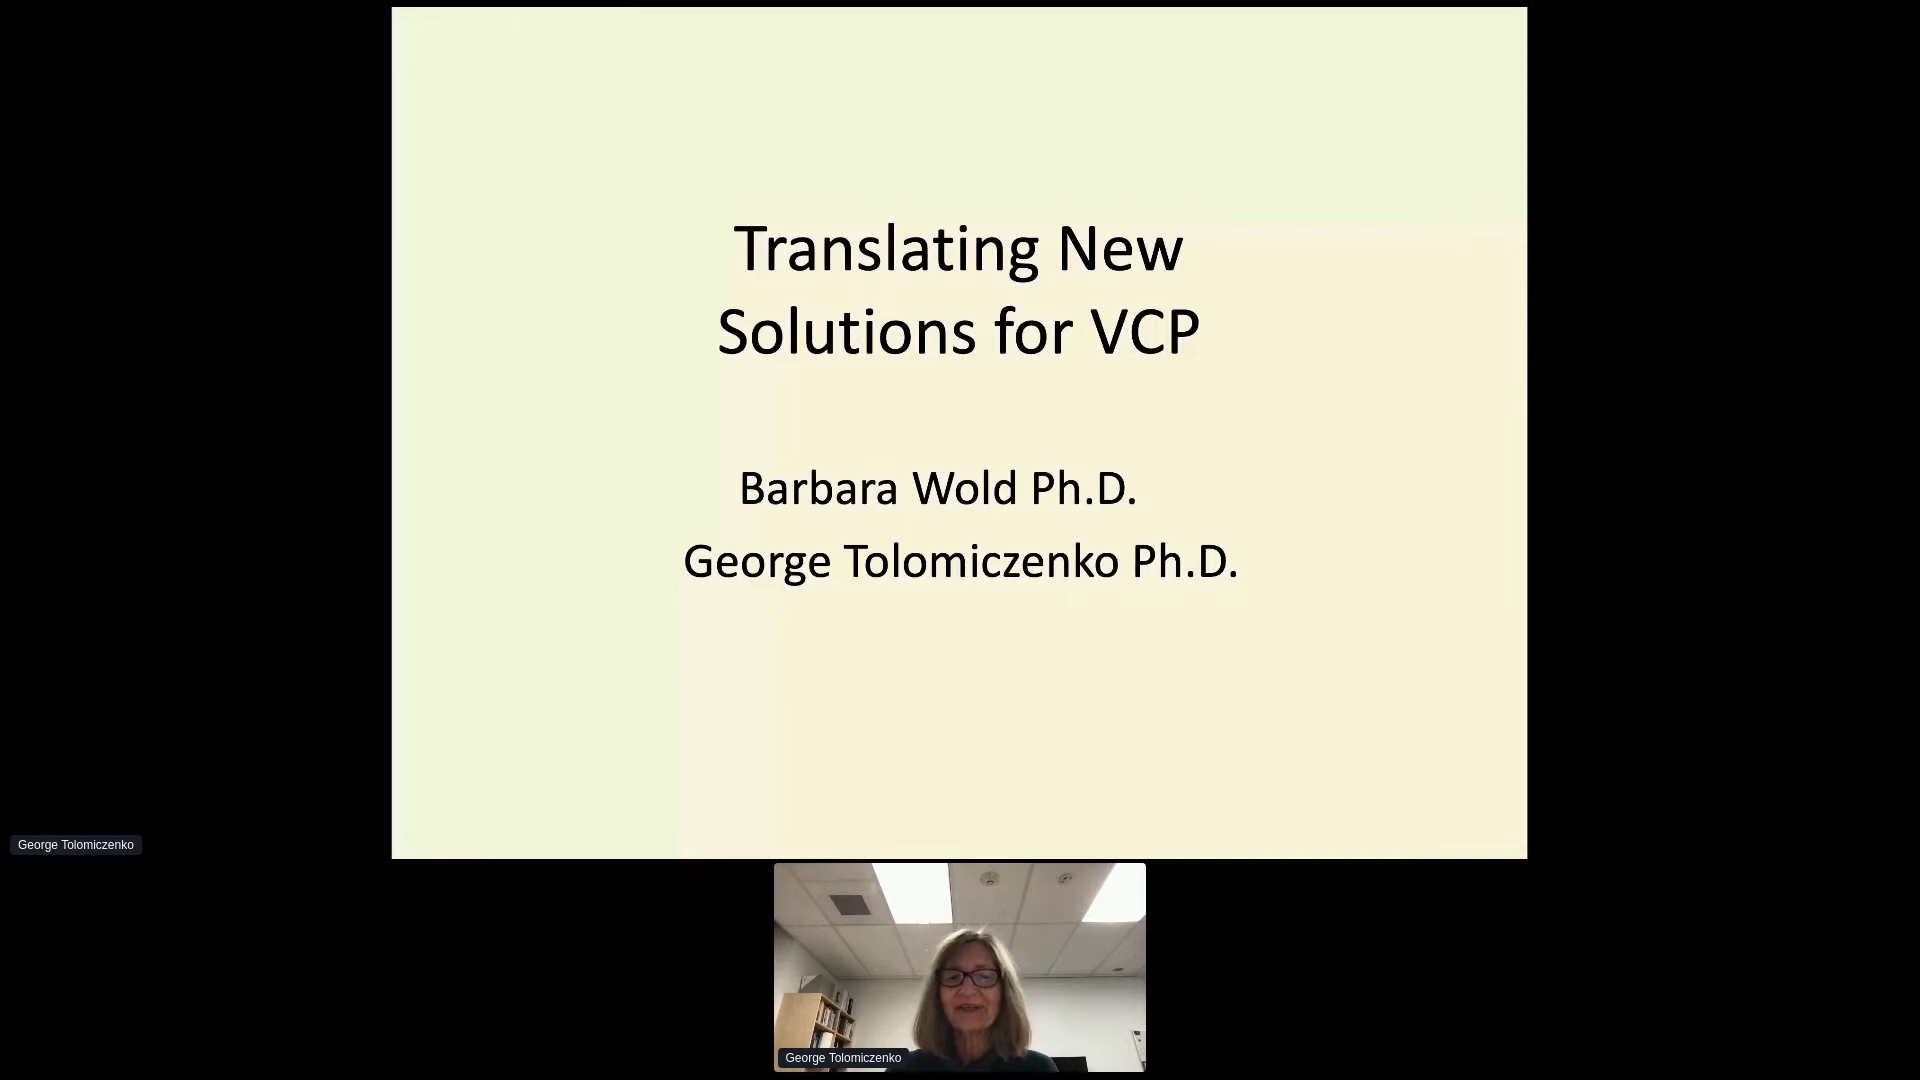 Translating New
Solutions for VCP
Barbara Wold Ph.D.
George Tolomiczenko Ph.D.
George Tolomiczenko
George Tolomiczenko